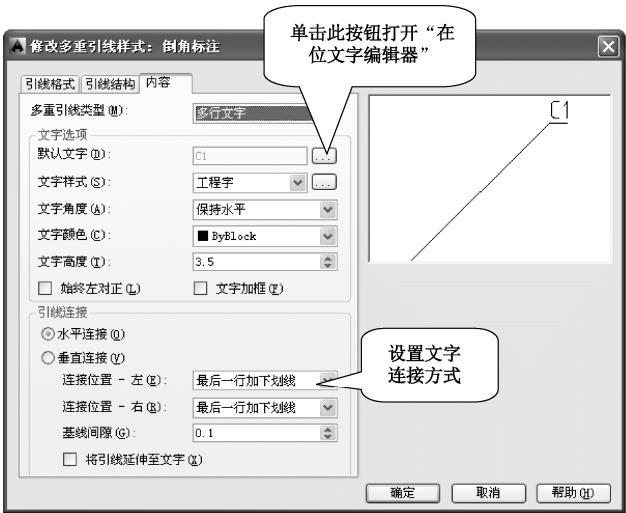 单击此按钮打开“在
位文字编辑器”
修改多重引线样式: 倒角标注
引线格式 引线结构 内容
多重引线类型(M): 多行文字
文字选项
默认文字(D): C1 ...
文字样式(S): 工程字 ...
文字角度(A): 保持水平
文字颜色(C): ByBlock
文字高度(T): 3.5
始终左对正(L) 文字加框(F)
引线连接
水平连接(O)
垂直连接(V)
连接位置 - 左(E): 最后一行加下划线
连接位置 - 右(R): 最后一行加下划线
基线间隙(G): 0.1
将引线延伸至文字(X)
C1
设置文字
连接方式
确定 取消 帮助(H)